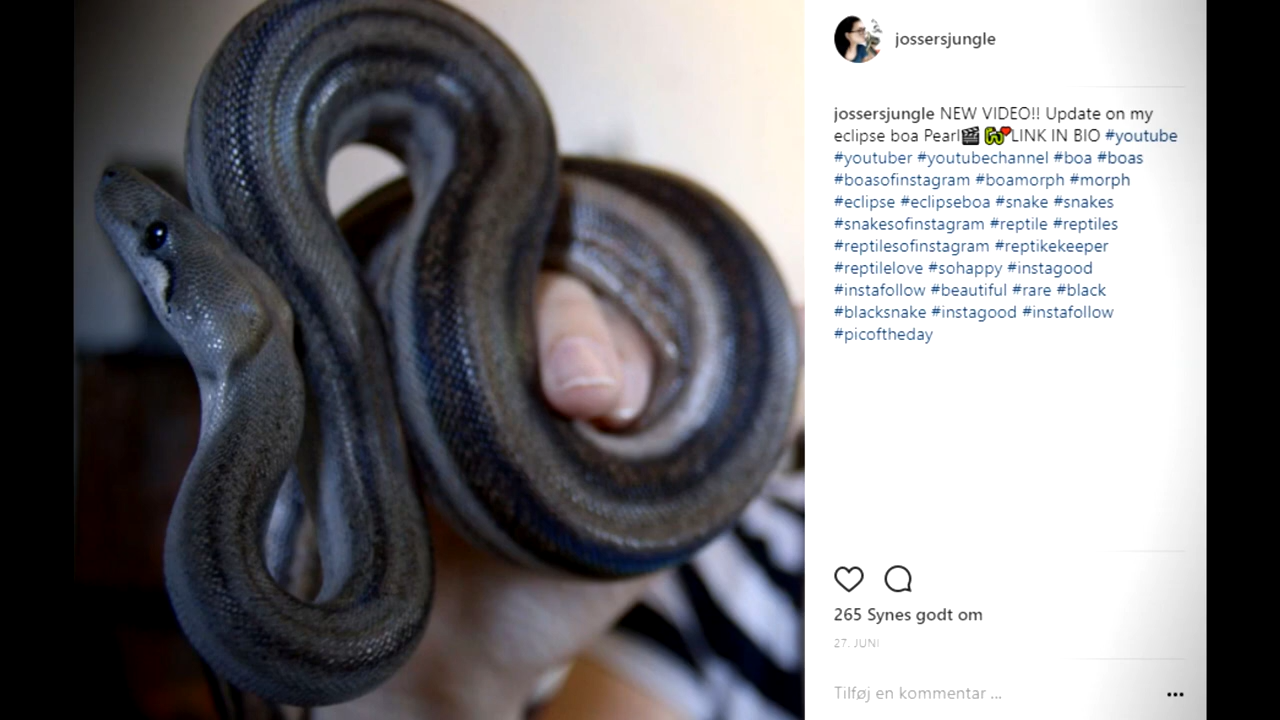 jossersjungle
jossersjungle NEW VIDEO!! Update on my
eclipse boa Pearl🎬 🐍❤LINK IN BIO #youtube
#youtuber #youtubechannel #boa #boas
#boasofinstagram #boamorph #morph
#eclipse #eclipseboa #snake #snakes
#snakesofinstagram #reptile #reptiles
#reptilesofinstagram #reptikekeeper
#reptilelove #sohappy #instagood
#instafollow #beautiful #rare #black
#blacksnake #instagood #instafollow
#picoftheday
265 Synes godt om
27. JUNI
Tilføj en kommentar ...